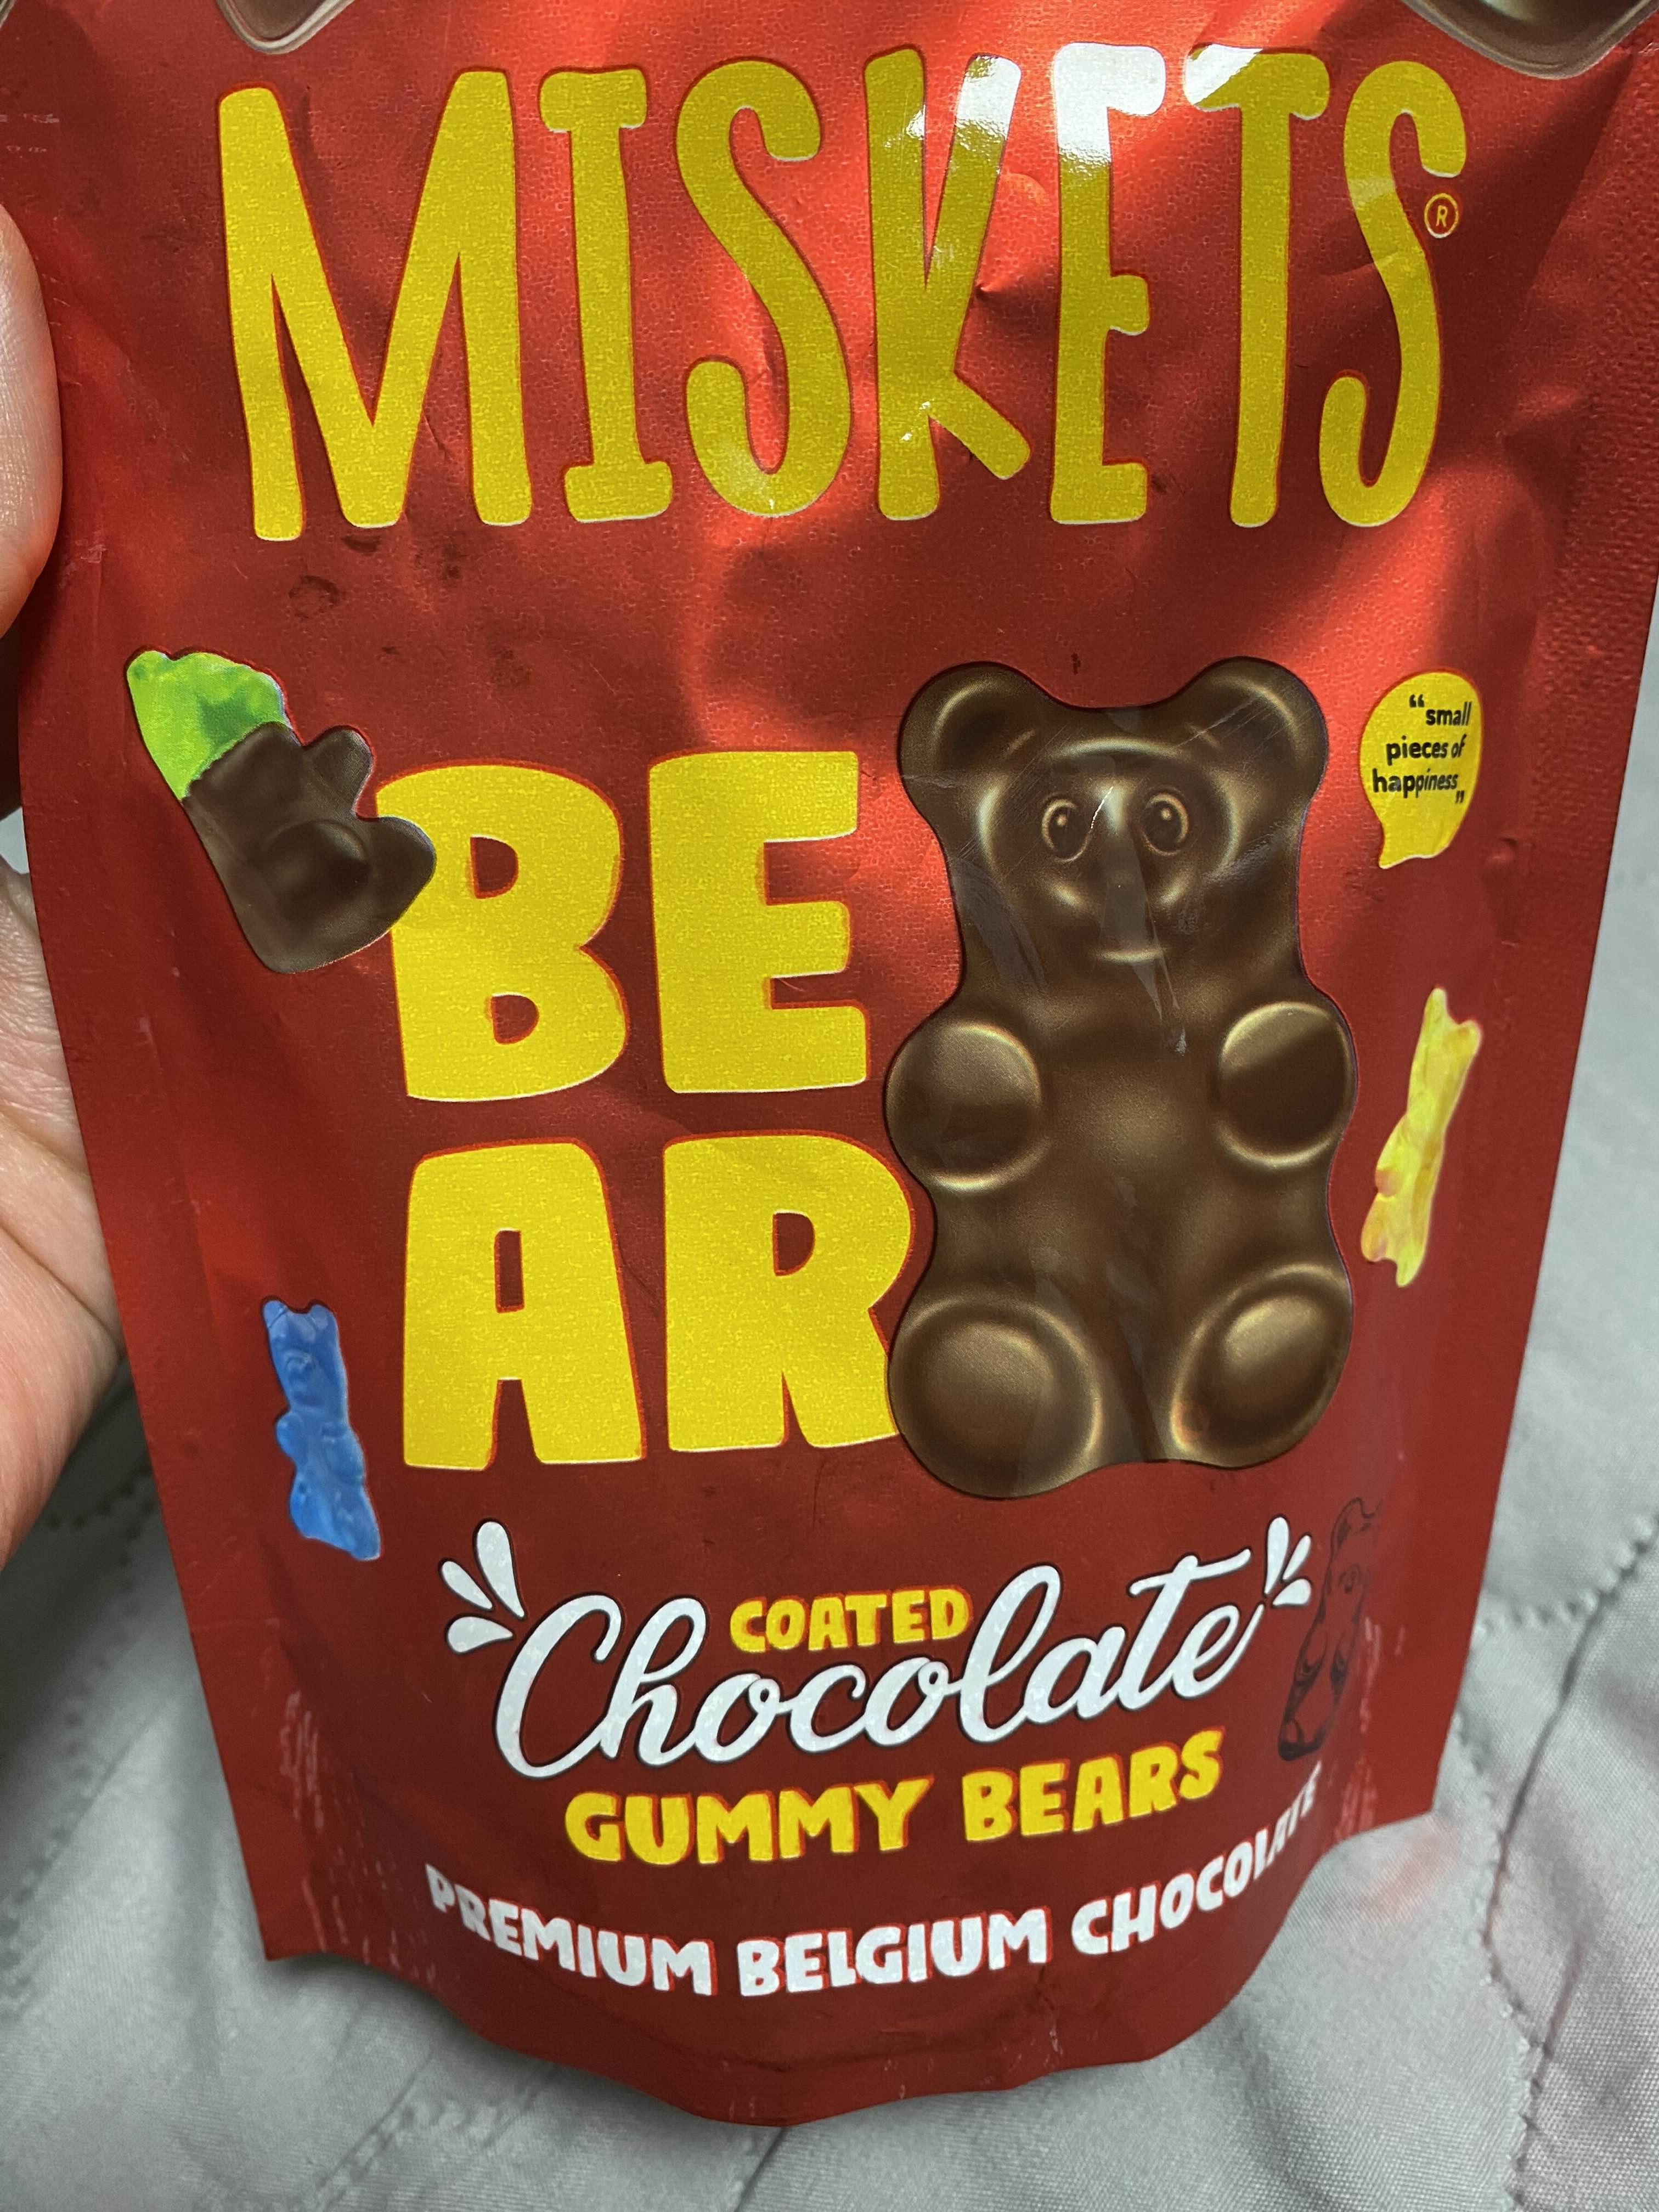 MISKETS
®
"small
pieces of
happiness"
BE
AR
COATED
Chocolate
GUMMY BEARS
PREMIUM BELGIUM CHOCOLATE